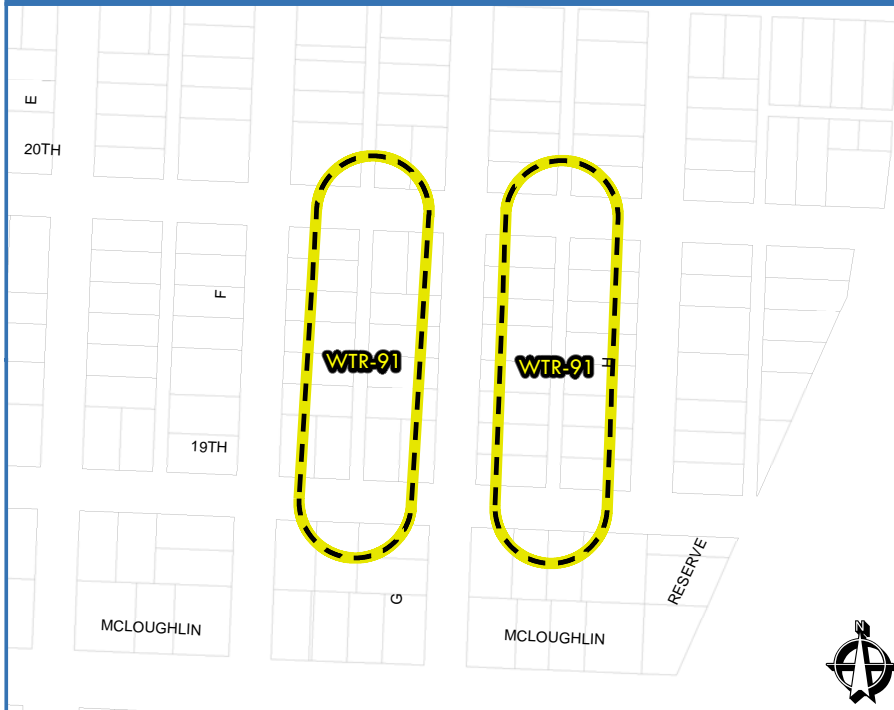 E
20TH
F
WTR-91
WTR-91
H
19TH
RESERVE
G
MCLOUGHLIN
MCLOUGHLIN
N